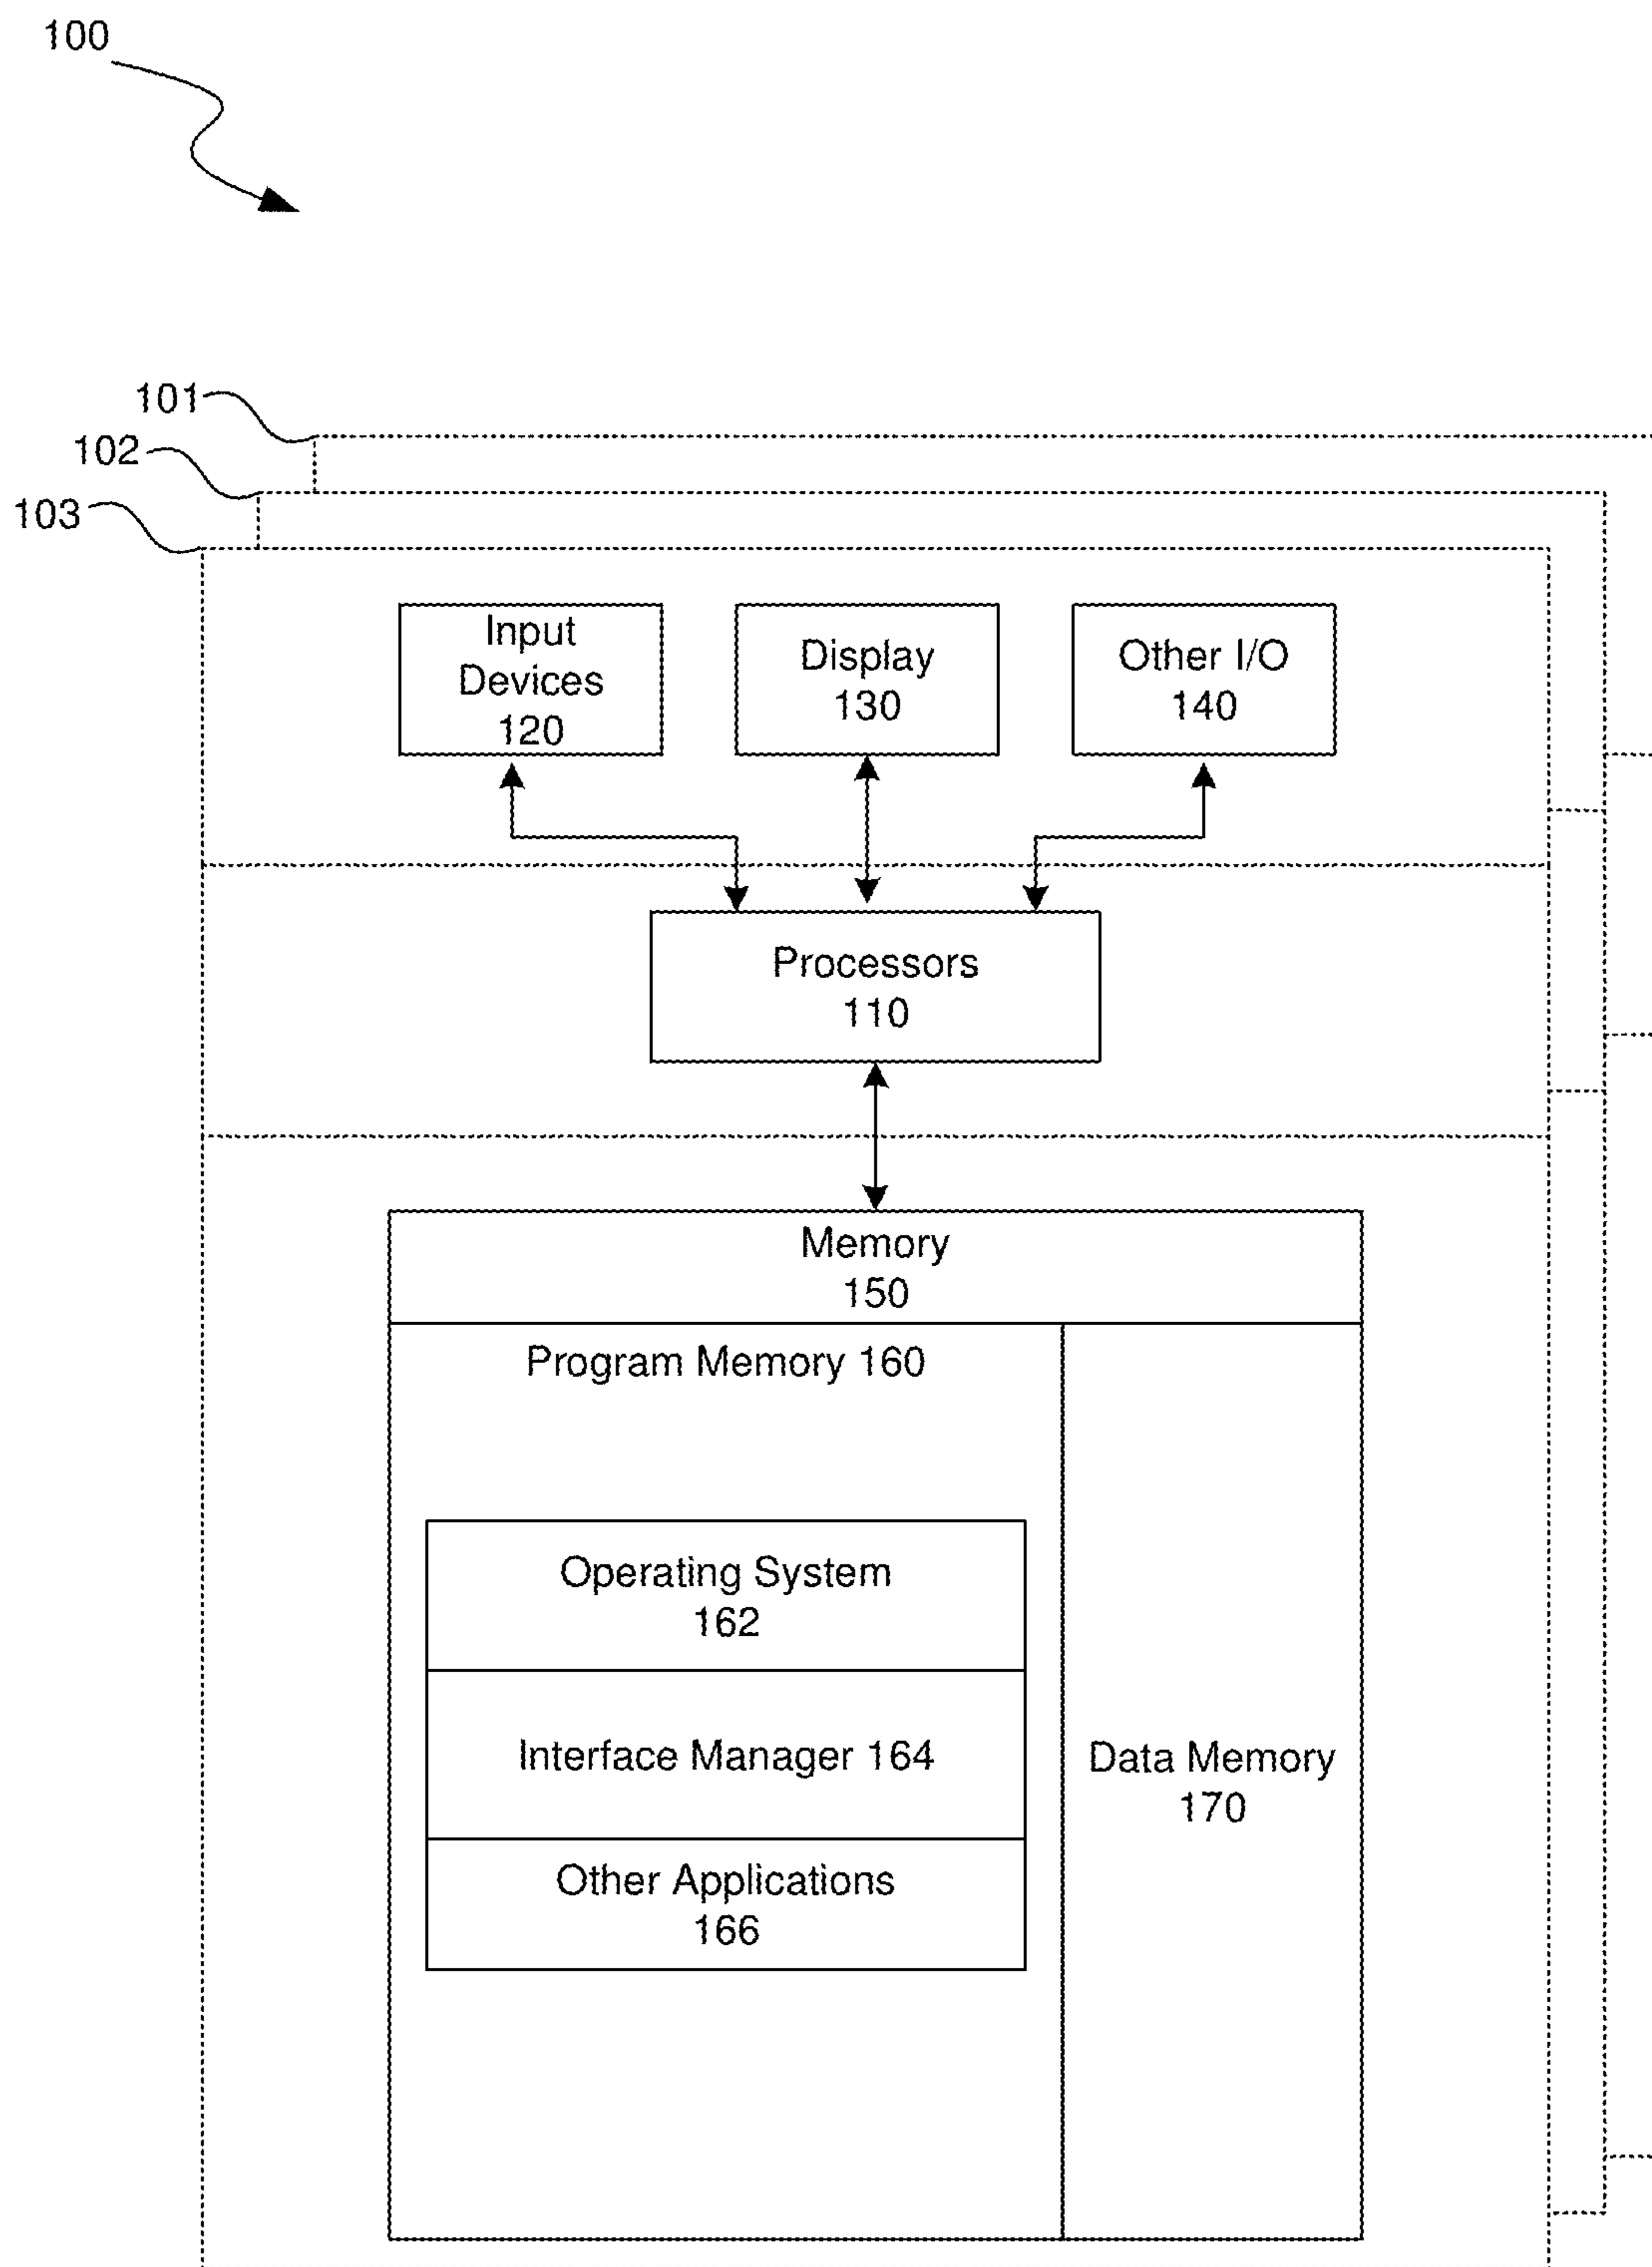 100
101
102
103
Input
Devices
120
Display
130
Other I/O
140
Processors
110
Memory
150
Program Memory 160
Operating System
162
Interface Manager 164
Other Applications
166
Data Memory
170